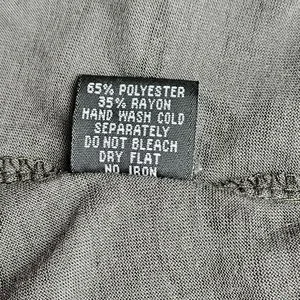 65% POLYESTER
35% RAYON
HAND WASH COLD
SEPARATELY
DO NOT BLEACH
DRY FLAT
NO IRON